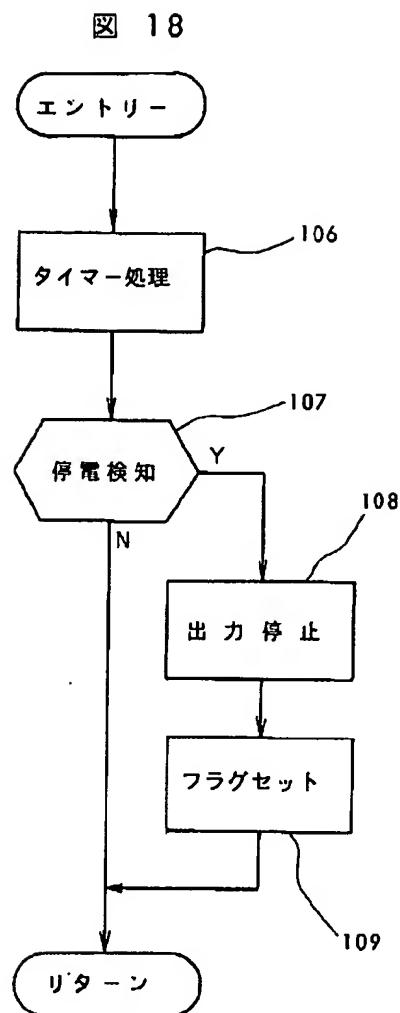 図 18
エントリー
106
タイマー処理
107
停電検知
Y
N
108
出力停止
フラグセット
109
リターン